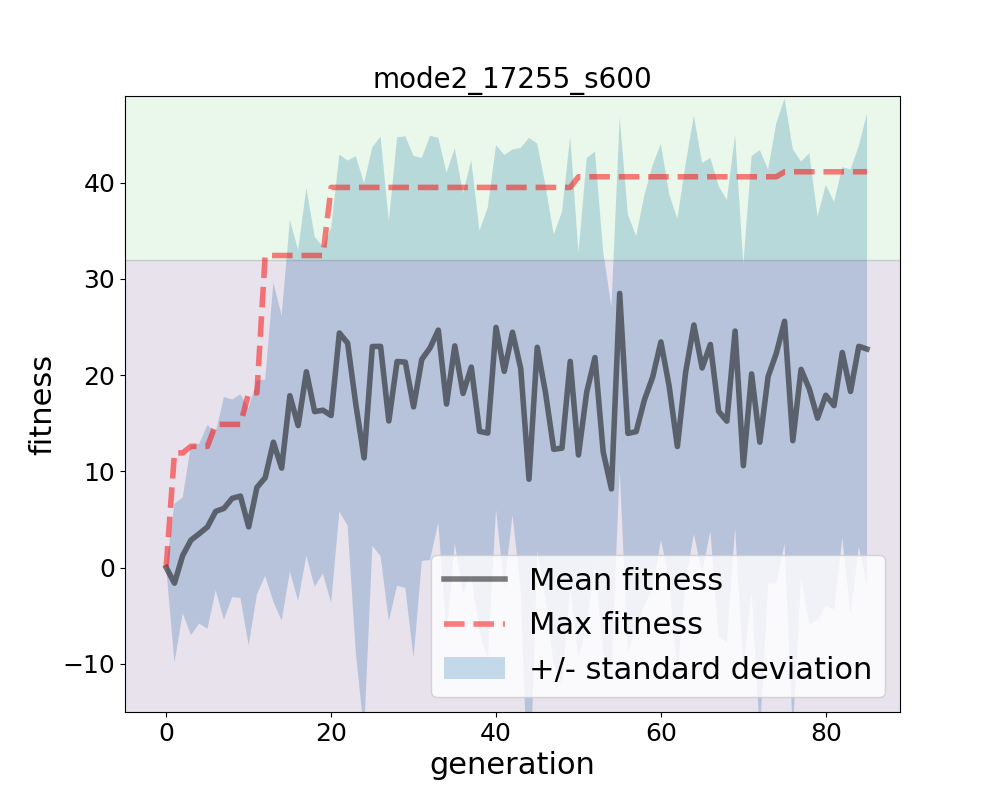 mode2_17255_s600
fitness
40
30
20
10
0
−10
Mean fitness
Max fitness
+/- standard deviation
0 20 40 60 80
generation